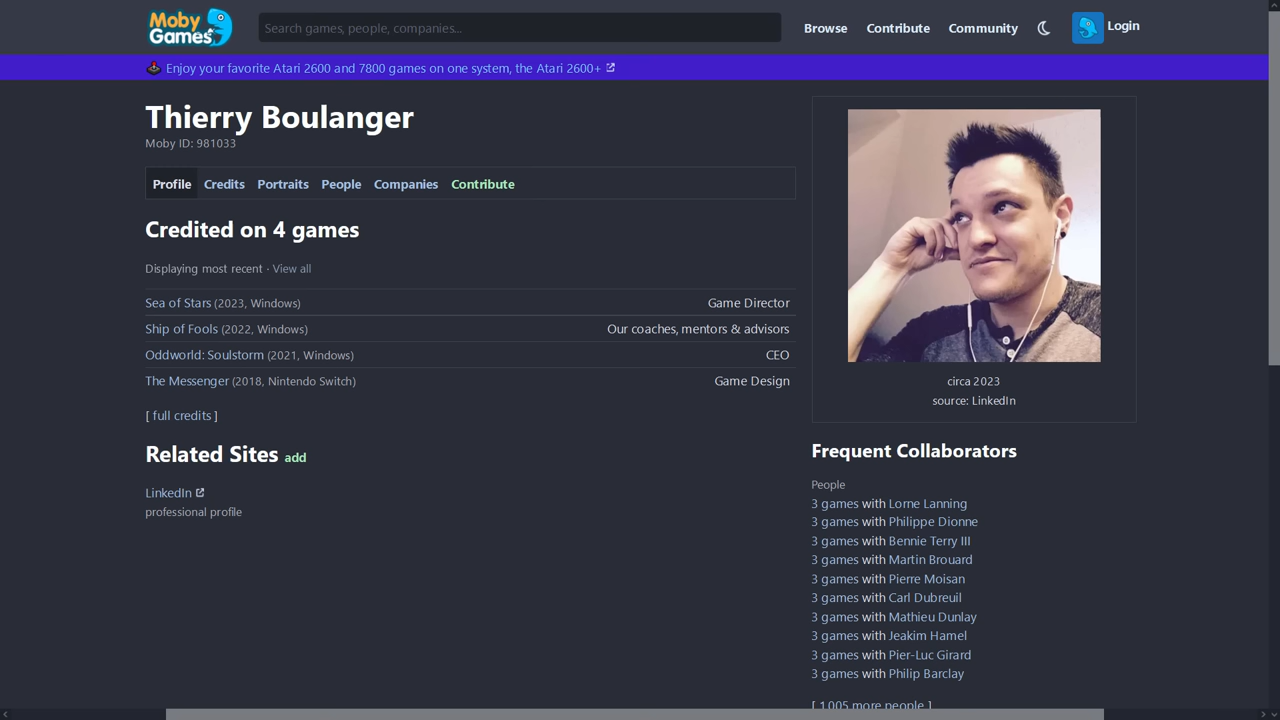 Moby Games
Search games, people, companies...
Browse
Contribute
Community
Login
Enjoy your favorite Atari 2600 and 7800 games on one system, the Atari 2600+
Thierry Boulanger
Moby ID: 981033
Profile
Credits
Portraits
People
Companies
Contribute
Credited on 4 games
Displaying most recent · View all
Sea of Stars (2023, Windows) Game Director
Ship of Fools (2022, Windows) Our coaches, mentors & advisors
Oddworld: Soulstorm (2021, Windows) CEO
The Messenger (2018, Nintendo Switch) Game Design
[ full credits ]
Related Sites add
LinkedIn
professional profile
circa 2023
source: LinkedIn
Frequent Collaborators
People
3 games with Lorne Lanning
3 games with Philippe Dionne
3 games with Bennie Terry III
3 games with Martin Brouard
3 games with Pierre Moisan
3 games with Carl Dubreuil
3 games with Mathieu Dunlay
3 games with Jeakim Hamel
3 games with Pier-Luc Girard
3 games with Philip Barclay
[ 1,005 more people ]